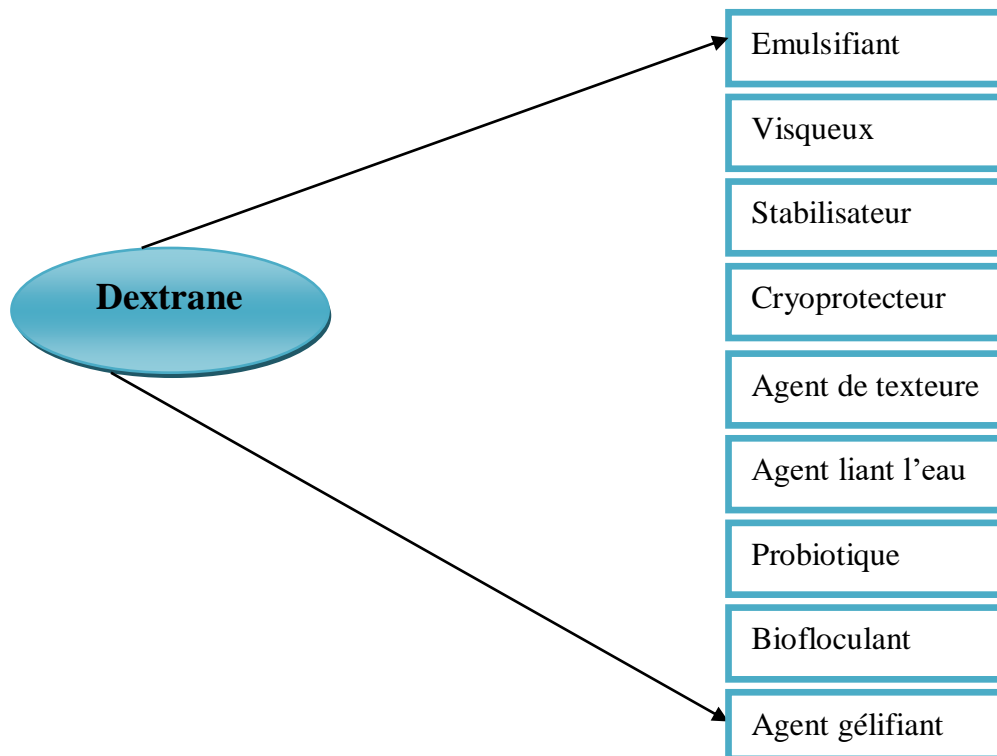 Emulsifiant
Visqueux
Stabilisateur
Dextrane
Cryoprotecteur
Agent de texteure
Agent liant l’eau
Probiotique
Biofloculant
Agent gélifiant